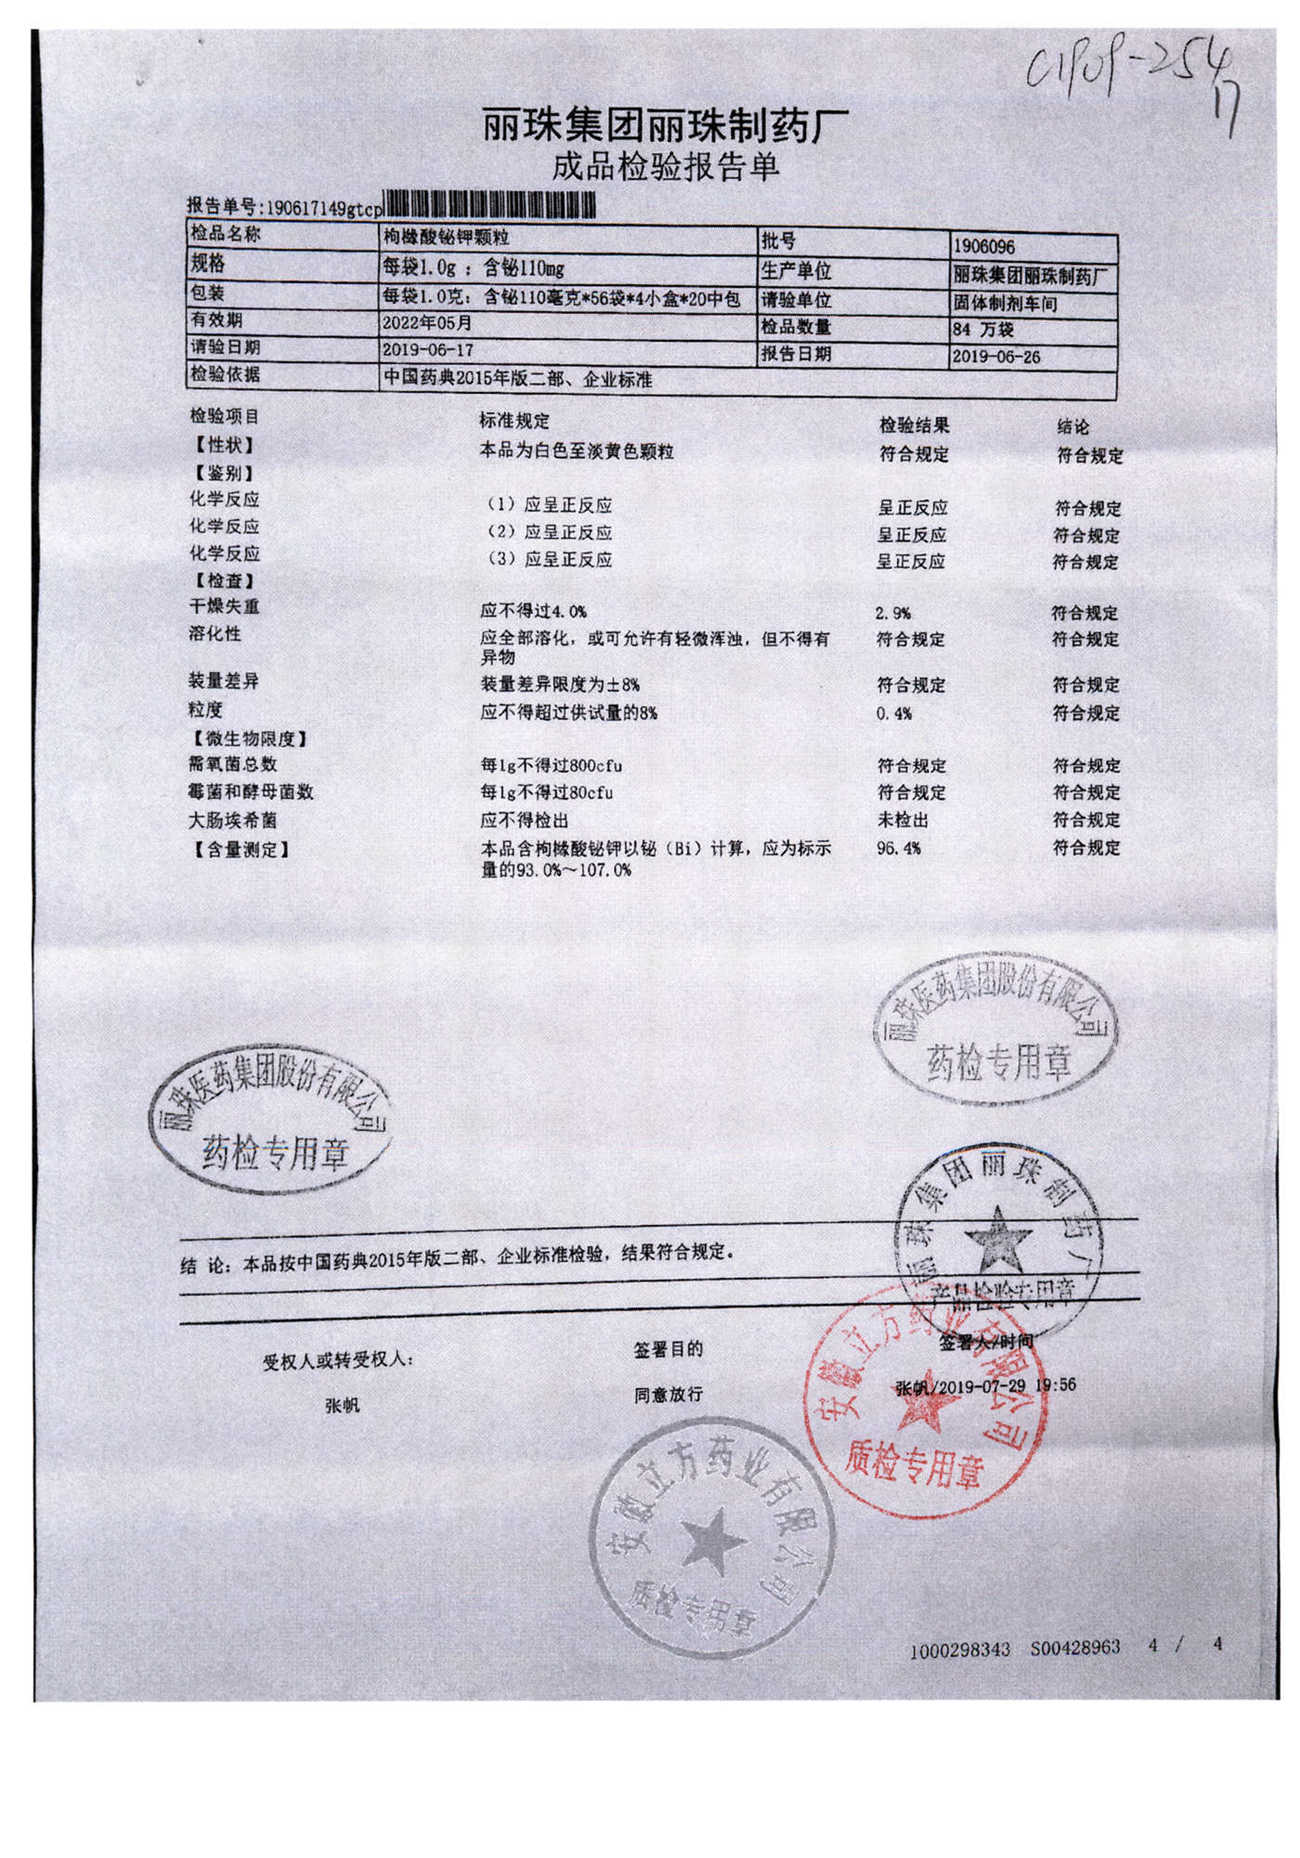 C1909-254
17
丽珠集团丽珠制药厂
成品检验报告单
报告单号:190617149gtcp
检品名称 枸橼酸铋钾颗粒 批号 1906096
规格 每袋1.0g ：含铋110mg 生产单位 丽珠集团丽珠制药厂
包装 每袋1.0克：含铋110毫克*56袋*4小盒*20中包 请验单位 固体制剂车间
有效期 2022年05月 检品数量 84 万袋
请验日期 2019-06-17 报告日期 2019-06-26
检验依据 中国药典2015年版二部、企业标准
检验项目 标准规定 检验结果 结论
【性状】 本品为白色至淡黄色颗粒 符合规定 符合规定
【鉴别】
化学反应 （1）应呈正反应 呈正反应 符合规定
化学反应 （2）应呈正反应 呈正反应 符合规定
化学反应 （3）应呈正反应 呈正反应 符合规定
【检查】
干燥失重 应不得过4.0% 2.9% 符合规定
溶化性 应全部溶化，或可允许有轻微浑浊，但不得有 符合规定 符合规定
异物
装量差异 装量差异限度为±8% 符合规定 符合规定
粒度 应不得超过供试量的8% 0.4% 符合规定
【微生物限度】
需氧菌总数 每1g不得过800cfu 符合规定 符合规定
霉菌和酵母菌数 每1g不得过80cfu 符合规定 符合规定
大肠埃希菌 应不得检出 未检出 符合规定
【含量测定】 本品含枸橼酸铋钾以铋（Bi）计算，应为标示 96.4% 符合规定
量的93.0%～107.0%
丽珠医药集团股份有限公司
药检专用章
丽珠医药集团股份有限公司
药检专用章
丽珠集团丽珠制药厂
产品检验专用章
结 论：本品按中国药典2015年版二部、企业标准检验，结果符合规定。
受权人或转受权人： 签署目的 签署人/时间
张帆 同意放行 张帆/2019-07-29 19:56
安徽立方药业有限公司
质检专用章
安徽立方药业有限公司
质检专用章
1000298343 S00428963 4 / 4